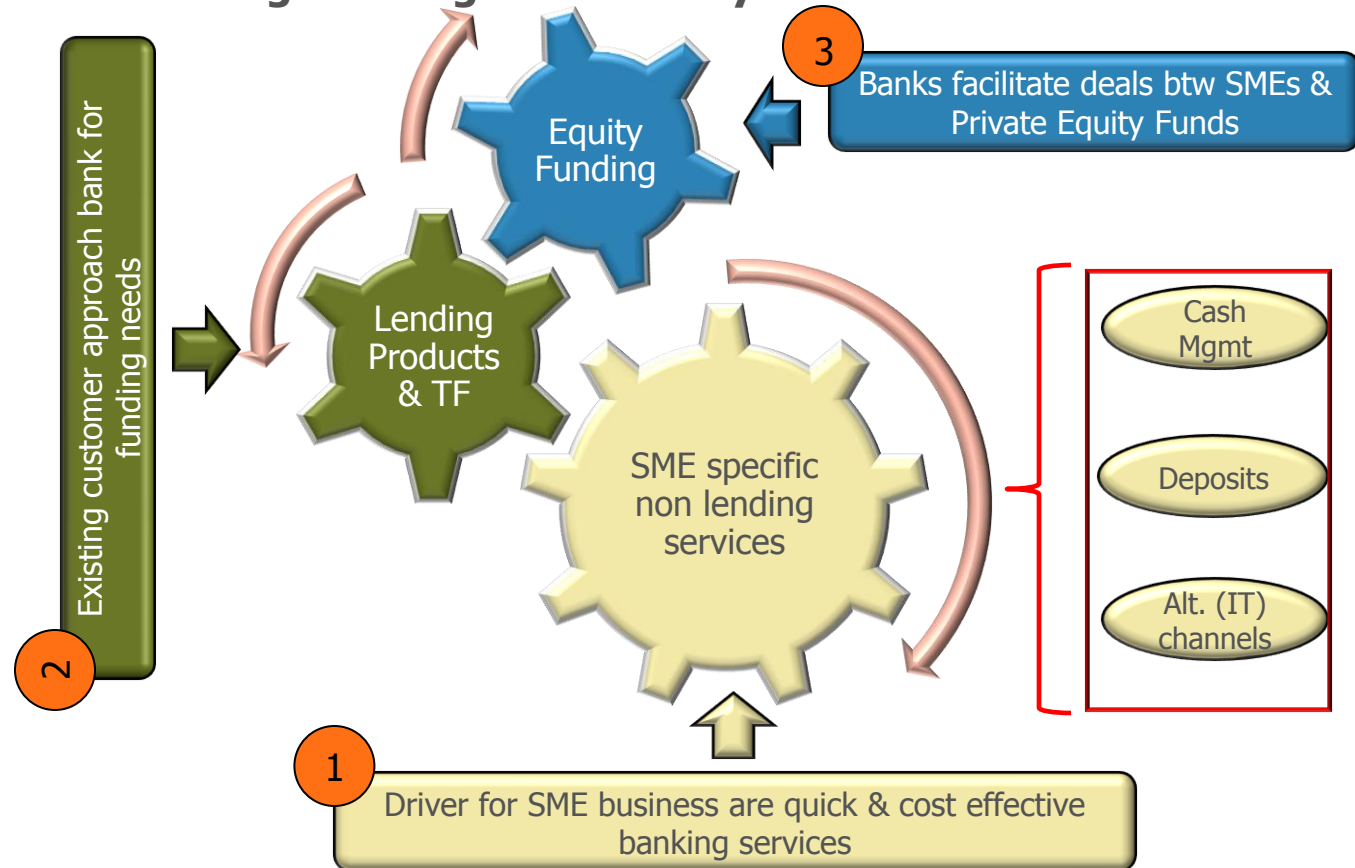 3
Banks facilitate deals btw SMEs &
Private Equity Funds
Equity
Funding
2
Existing customer approach bank for
funding needs
Lending
Products
& TF
SME specific
non lending
services
Cash
Mgmt
Deposits
Alt. (IT)
channels
1
Driver for SME business are quick & cost effective
banking services